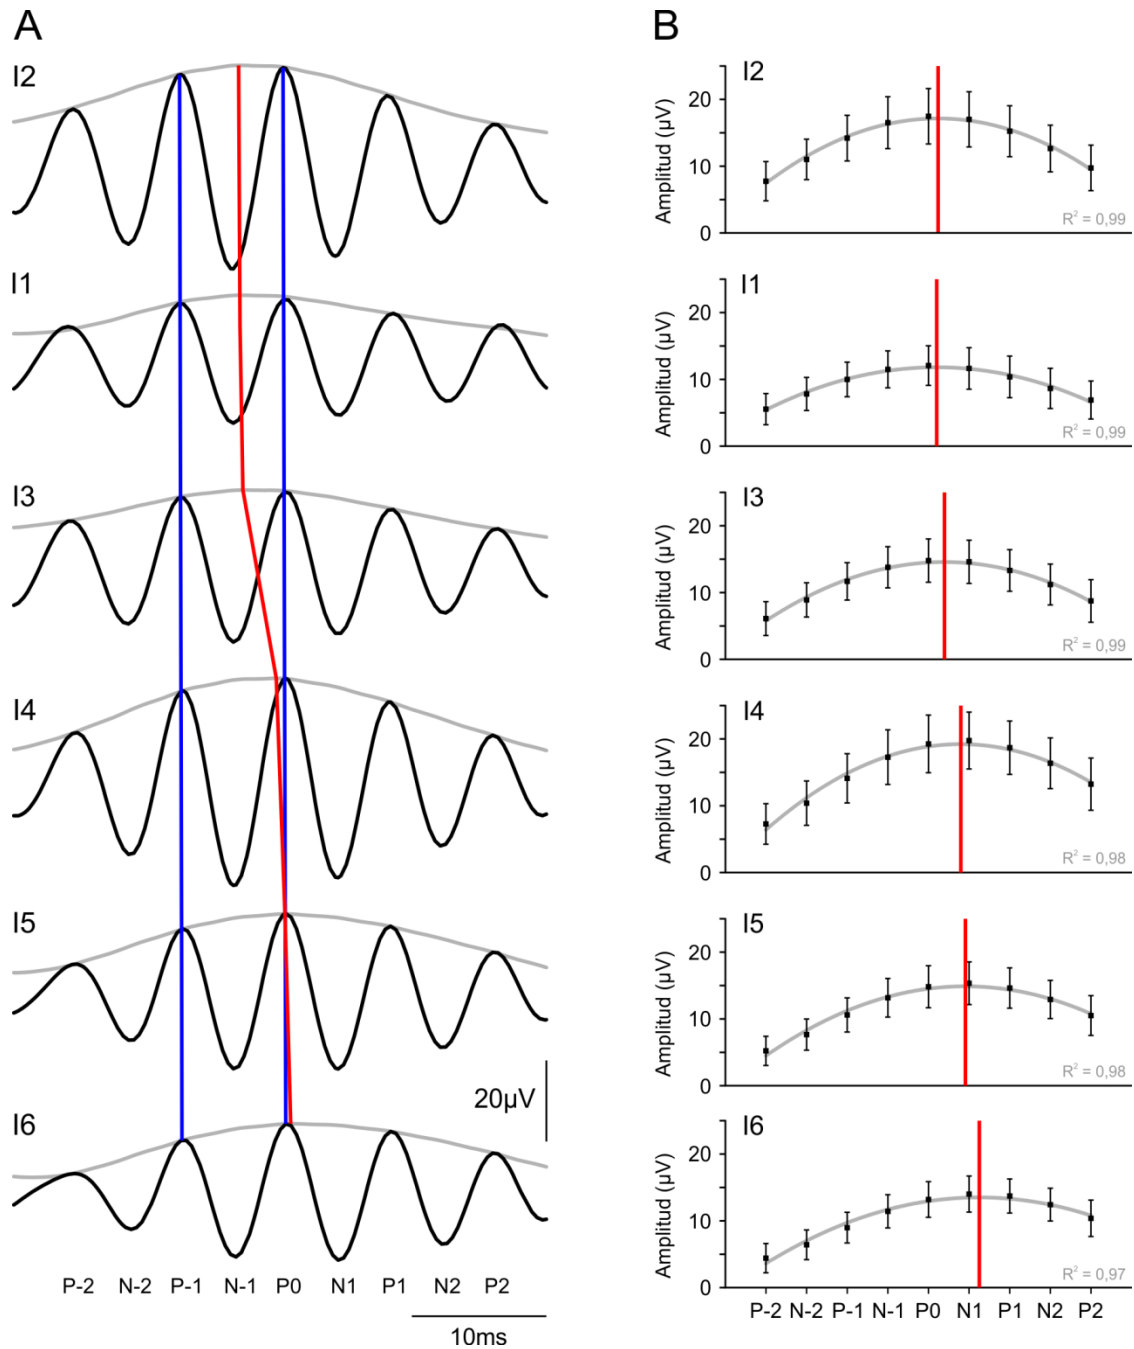 A
I2
I1
I3
I4
I5
20µV
I6
P-2 N-2 P-1 N-1 P0 N1 P1 N2 P2
10ms
B
I2
Amplitud (µV)
20
10
0
R² = 0,99
I1
Amplitud (µV)
20
10
0
R² = 0,99
I3
Amplitud (µV)
20
10
0
R² = 0,99
I4
Amplitud (µV)
20
10
0
R² = 0,98
I5
Amplitud (µV)
20
10
0
R² = 0,98
I6
Amplitud (µV)
20
10
0
R² = 0,97
P-2 N-2 P-1 N-1 P0 N1 P1 N2 P2